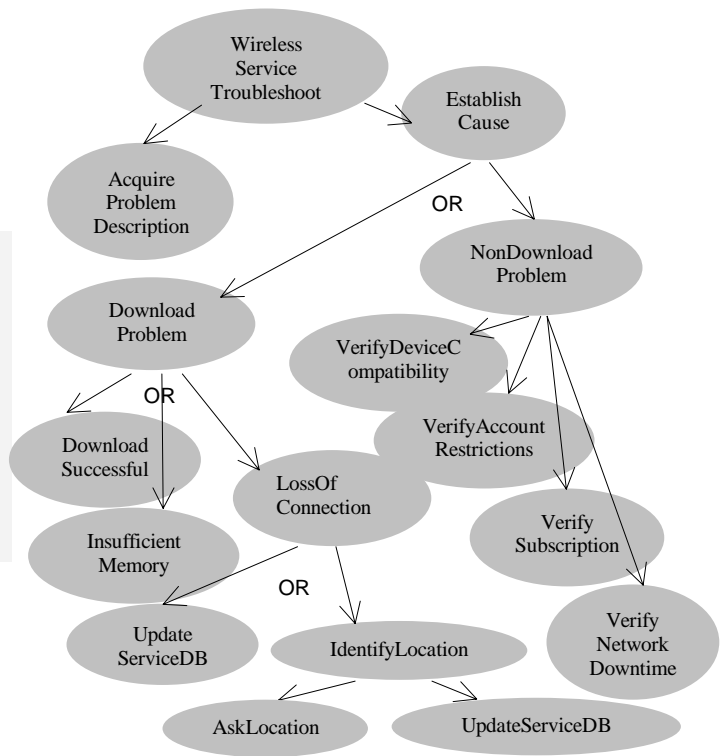 Wireless
Service
Troubleshoot
Establish
Cause
Acquire
Problem
Description
OR
NonDownload
Problem
Download
Problem
VerifyDeviceC
ompatibility
OR
VerifyAccount
Restrictions
Download
Successful
LossOf
Connection
Verify
Subscription
Insufficient
Memory
OR
Update
ServiceDB
IdentifyLocation
Verify
Network
Downtime
AskLocation
UpdateServiceDB